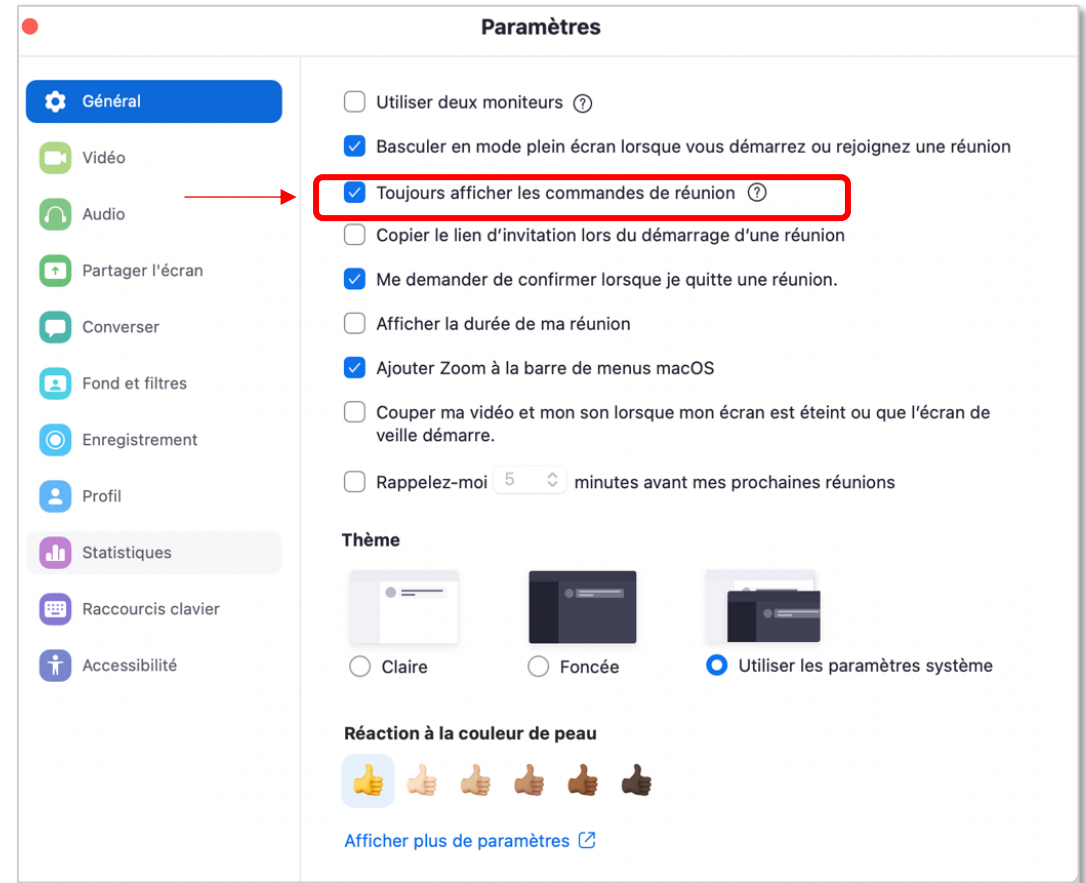 Paramètres
Général
Vidéo
Audio
Partager l'écran
Converser
Fond et filtres
Enregistrement
Profil
Statistiques
Raccourcis clavier
Accessibilité
Utiliser deux moniteurs ?
Basculer en mode plein écran lorsque vous démarrez ou rejoignez une réunion
Toujours afficher les commandes de réunion ?
Copier le lien d’invitation lors du démarrage d’une réunion
Me demander de confirmer lorsque je quitte une réunion.
Afficher la durée de ma réunion
Ajouter Zoom à la barre de menus macOS
Couper ma vidéo et mon son lorsque mon écran est éteint ou que l’écran de
veille démarre.
Rappelez-moi 5 minutes avant mes prochaines réunions
Thème
Claire
Foncée
Utiliser les paramètres système
Réaction à la couleur de peau
Afficher plus de paramètres